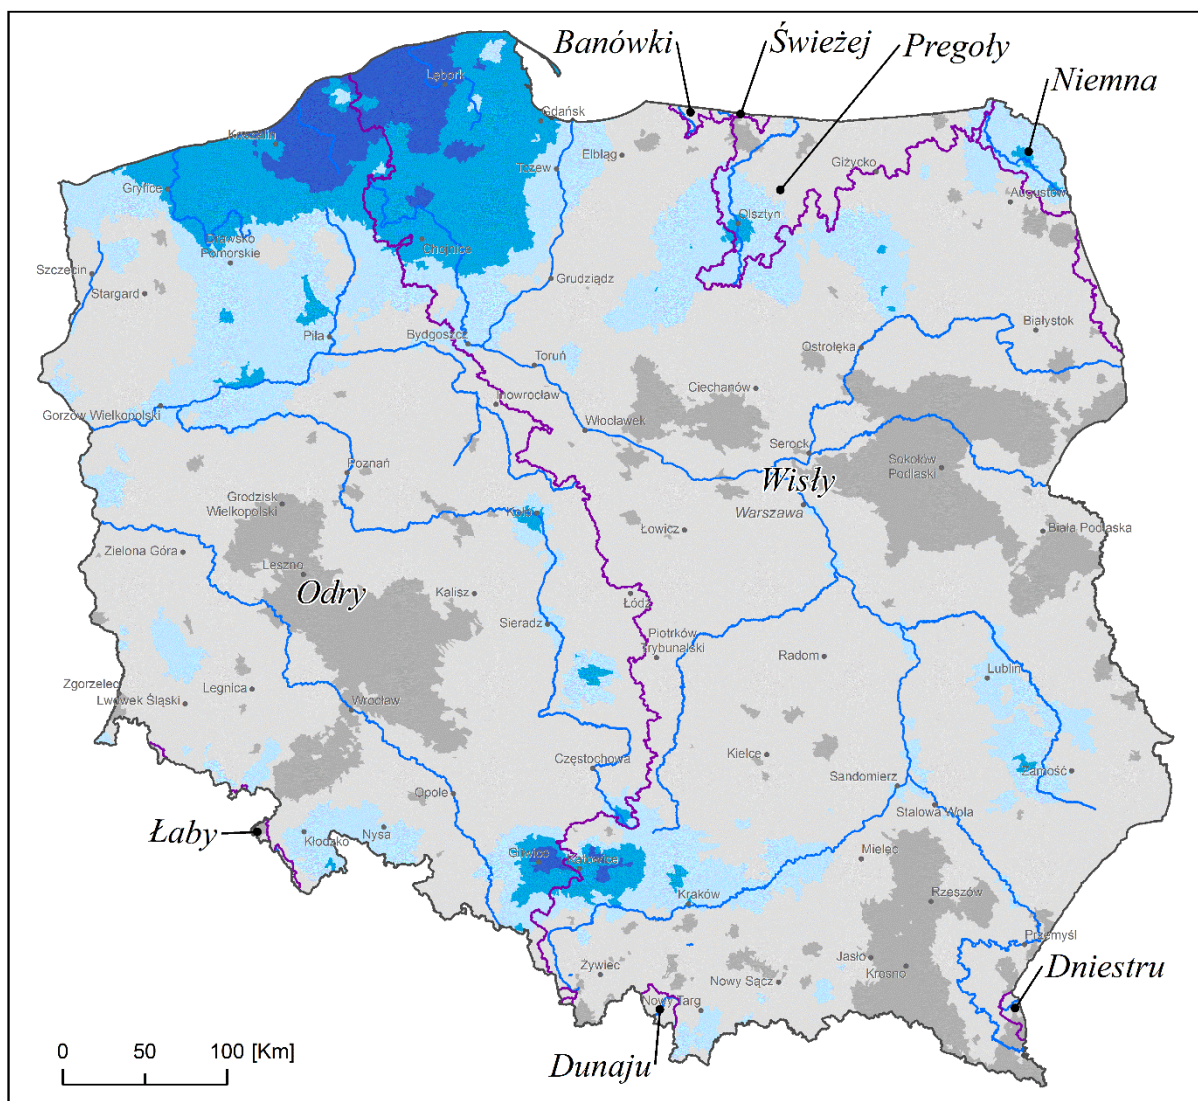 Banówki
Świeżej
Pregoły
Niemna
Lębork
Gdańsk
Koszalin
Elbląg
Tczew
Giżycko
Gryfice
Augustów
Olsztyn
Chojnice
Drawsko
Pomorskie
Szczecin
Stargard
Grudziądz
Białystok
Piła
Bydgoszcz
Ostrołęka
Toruń
Ciechanów
Inowrocław
Gorzów Wielkopolski
Włocławek
Serock
Poznań
Sokołów
Podlaski
Wisły
Grodzisk
Wielkopolski
Warszawa
Łowicz
Biała Podlaska
Zielona Góra
Leszno
Odry
Kalisz
Łódź
Sieradz
Piotrków
Trybunalski
Radom
Lublin
Zgorzelec
Legnica
Lwówek Śląski
Wrocław
Kielce
Częstochowa
Sandomierz
Zamość
Opole
Stalowa Wola
Łaby
Kłodzko
Nysa
Gliwice
Katowice
Mielec
Kraków
Rzeszów
Przemyśl
Jasło
Krosno
Żywiec
Nowy Sącz
Dniestru
Nowy Targ
Dunaju
0 50 100 [Km]